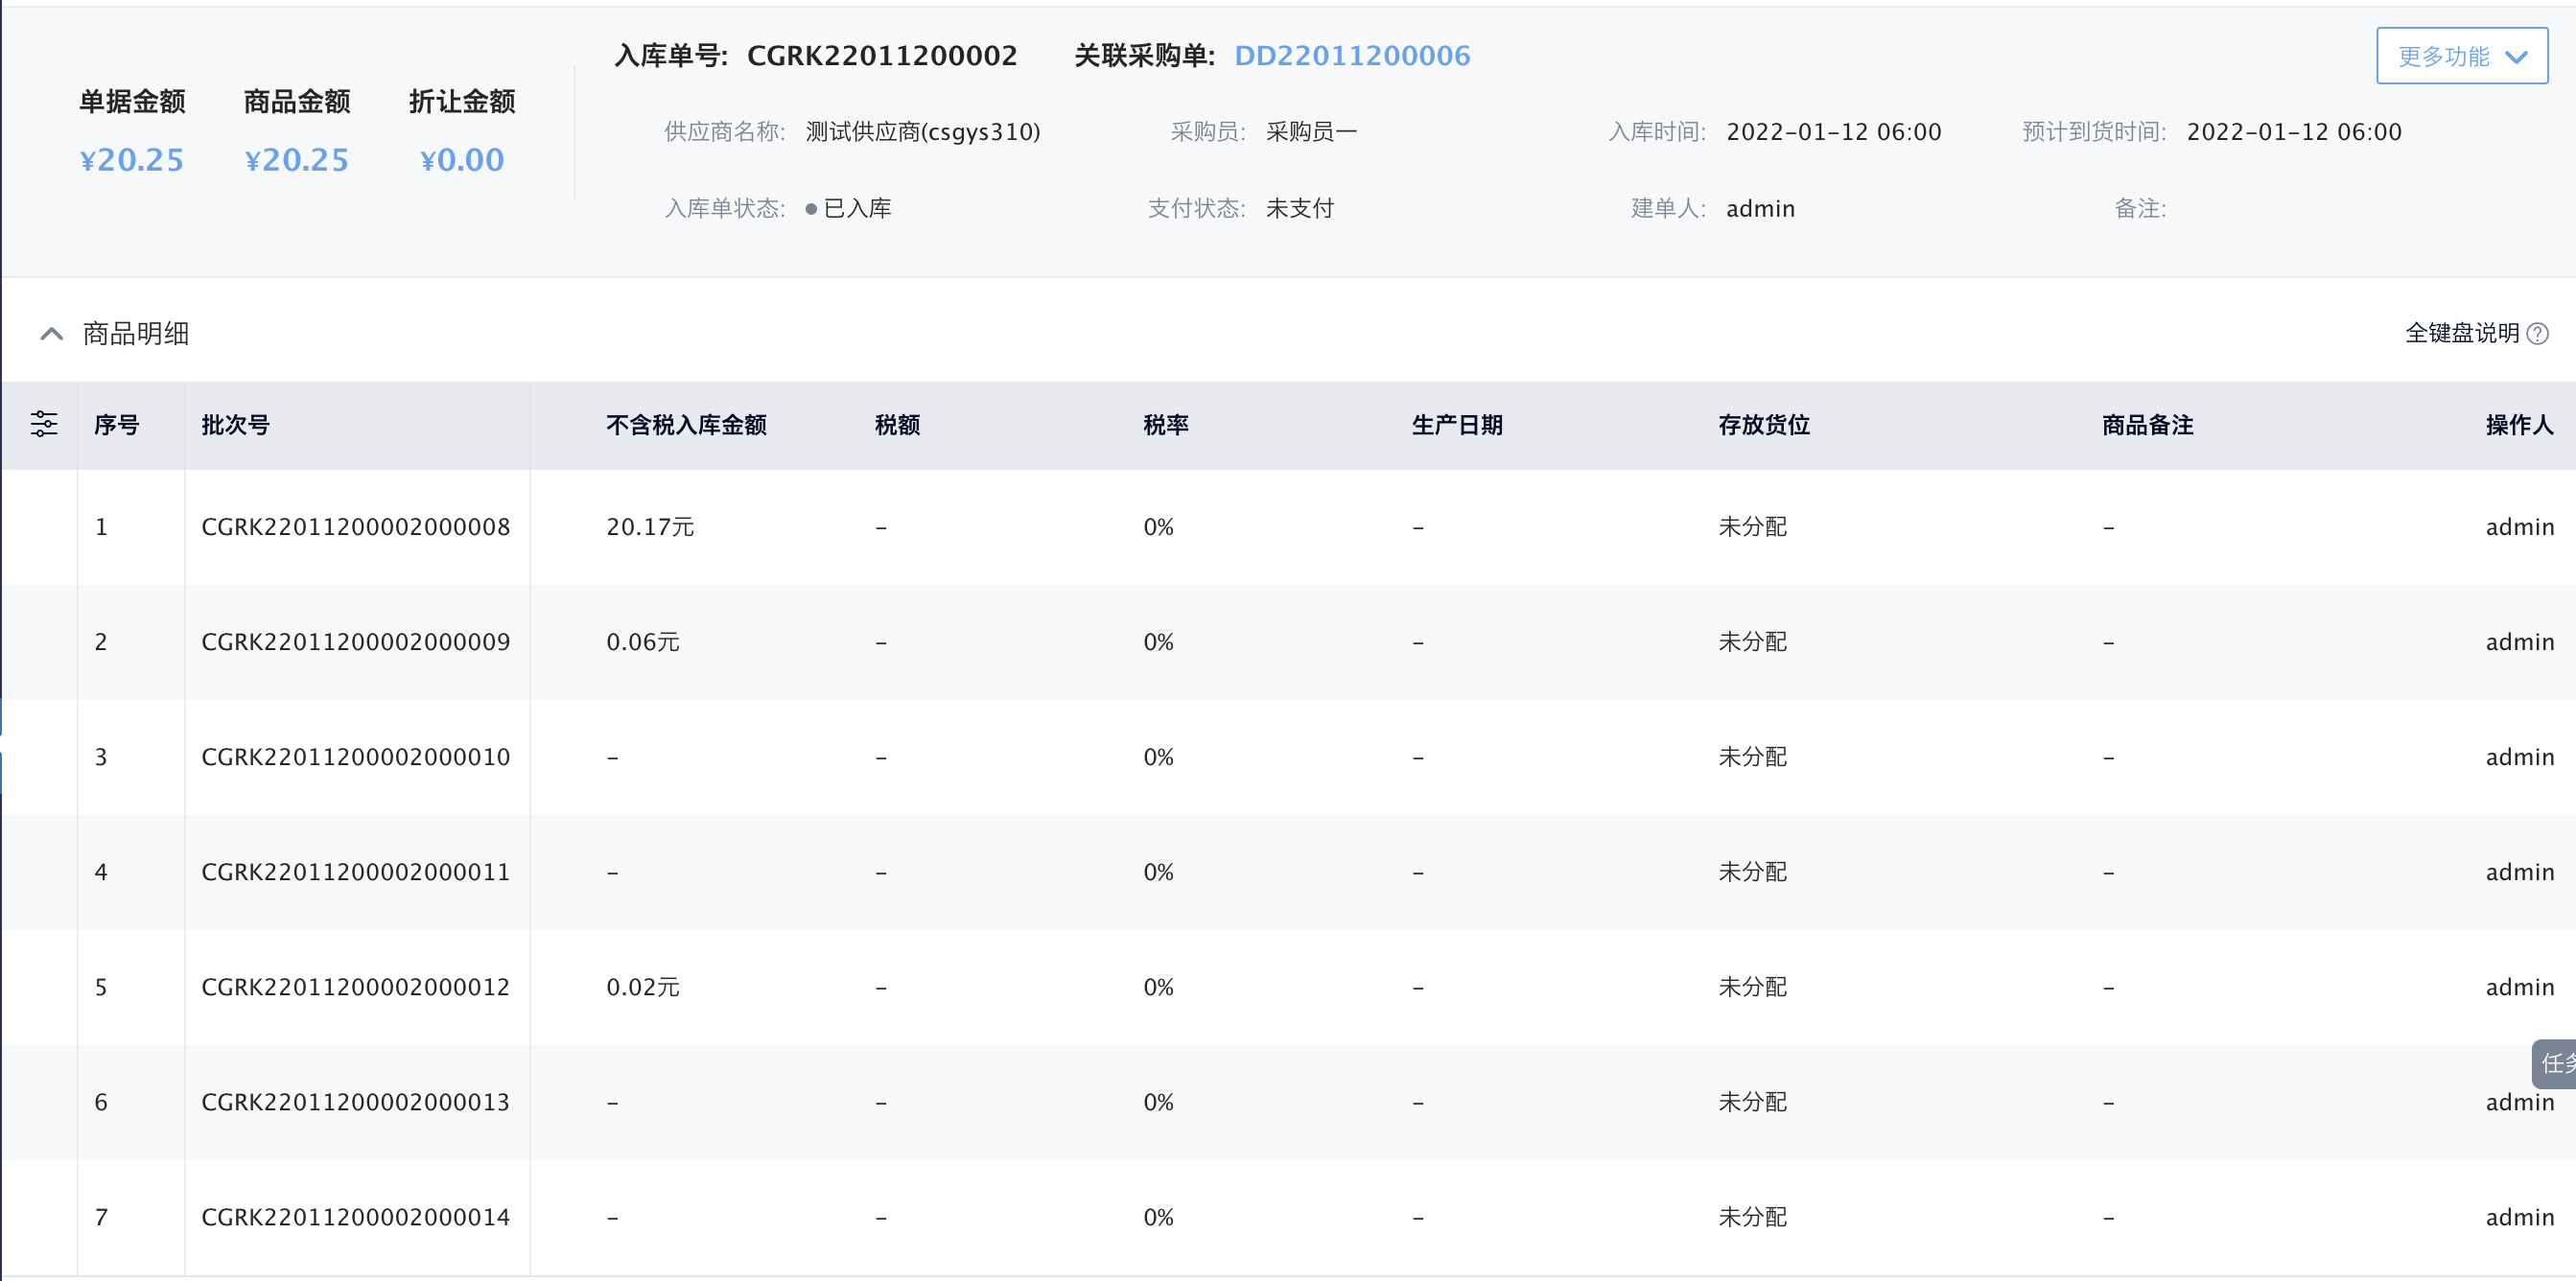 入库单号: CGRK22011200002 关联采购单: DD22011200006 更多功能
单据金额 商品金额 折让金额
¥20.25 ¥20.25 ¥0.00
供应商名称: 测试供应商(csgys310) 采购员: 采购员一 入库时间: 2022-01-12 06:00 预计到货时间: 2022-01-12 06:00
入库单状态: 已入库 支付状态: 未支付 建单人: admin 备注:
商品明细 全键盘说明
序号 批次号 不含税入库金额 税额 税率 生产日期 存放货位 商品备注 操作人
1 CGRK22011200002000008 20.17元 - 0% - 未分配 - admin
2 CGRK22011200002000009 0.06元 - 0% - 未分配 - admin
3 CGRK22011200002000010 - - 0% - 未分配 - admin
4 CGRK22011200002000011 - - 0% - 未分配 - admin
5 CGRK22011200002000012 0.02元 - 0% - 未分配 - admin
任务
6 CGRK22011200002000013 - - 0% - 未分配 - admin
7 CGRK22011200002000014 - - 0% - 未分配 - admin